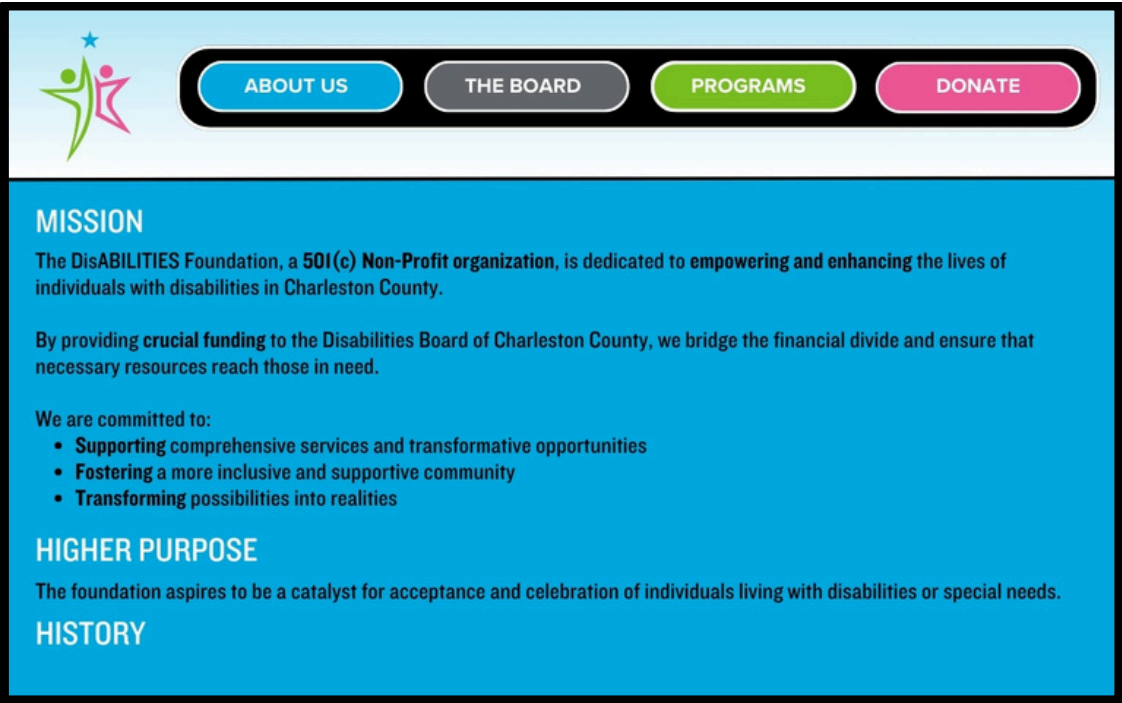 ABOUT US
THE BOARD
PROGRAMS
DONATE
MISSION
The DisABILITIES Foundation, a 501(c) Non-Profit organization, is dedicated to empowering and enhancing the lives of
individuals with disabilities in Charleston County.
By providing crucial funding to the Disabilities Board of Charleston County, we bridge the financial divide and ensure that
necessary resources reach those in need.
We are committed to:
• Supporting comprehensive services and transformative opportunities
• Fostering a more inclusive and supportive community
• Transforming possibilities into realities
HIGHER PURPOSE
The foundation aspires to be a catalyst for acceptance and celebration of individuals living with disabilities or special needs.
HISTORY